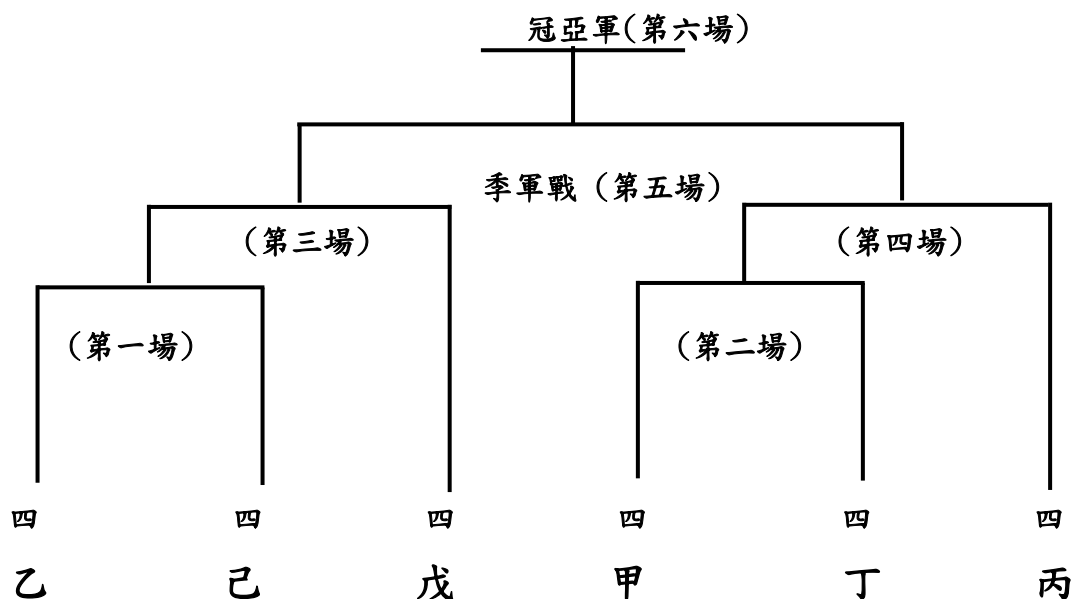 冠亞軍(第六場)
季軍戰（第五場）
（第三場）
（第四場）
（第一場）
（第二場）
四乙
四己
四戊
四甲
四丁
四丙